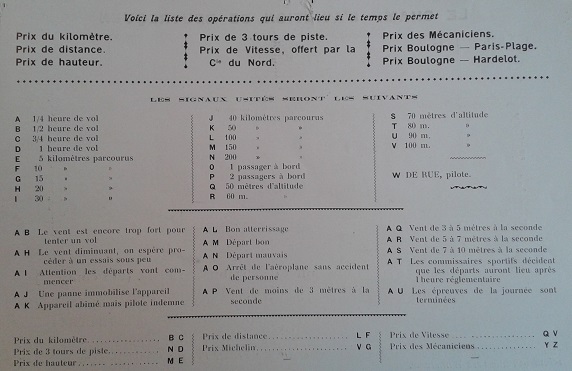 Voici la liste des opérations qui auront lieu si le temps le permet
Prix du kilomètre.
Prix de distance.
Prix de hauteur.
Prix de 3 tours de piste.
Prix de Vitesse, offert par la
Cie du Nord.
Prix des Mécaniciens.
Prix Boulogne — Paris-Plage.
Prix Boulogne — Hardelot.
LES SIGNAUX USITÉS SERONT LES SUIVANTS
A 1/4 heure de vol
B 1/2 heure de vol
C 3/4 heure de vol
D 1 heure de vol
E 5 kilomètres parcourus
F 10 » »
G 15 » »
H 20 » »
I 30 » »
J 40 kilomètres parcourus
K 50 » »
L 100 » »
M 150 » »
N 200 » »
O 1 passager à bord
P 2 passagers à bord
Q 50 mètres d'altitude
R 60 m. »
S 70 mètres d'altitude
T 80 m. »
U 90 m. »
V 100 m. »
W DE RUE, pilote.
A B Le vent est encore trop fort pour
tenter un vol
A H Le vent diminuant, on espère pro-
céder à un essais sous peu
A I Attention les départs vont com-
mencer
A J Une panne immobilise l'appareil
A K Appareil abimé mais pilote indemne
A L Bon atterrissage
A M Départ bon
A N Départ mauvais
A O Arrêt de l'aéroplane sans accident
de personne
A P Vent de moins de 3 mètres à la
seconde
A Q Vent de 3 à 5 mètres à la seconde
A R Vent de 5 à 7 mètres à la seconde
A S Vent de 7 à 10 mètres à la seconde
A T Les commissaires sportifs décident
que les départs auront lieu après
l'heure réglementaire
A U Les épreuves de la journée sont
terminées
Prix du kilomètre B C
Prix de 3 tours de piste N D
Prix de hauteur M E
Prix de distance L F
Prix Michelin V G
Prix de Vitesse Q V
Prix des Mécaniciens Y Z